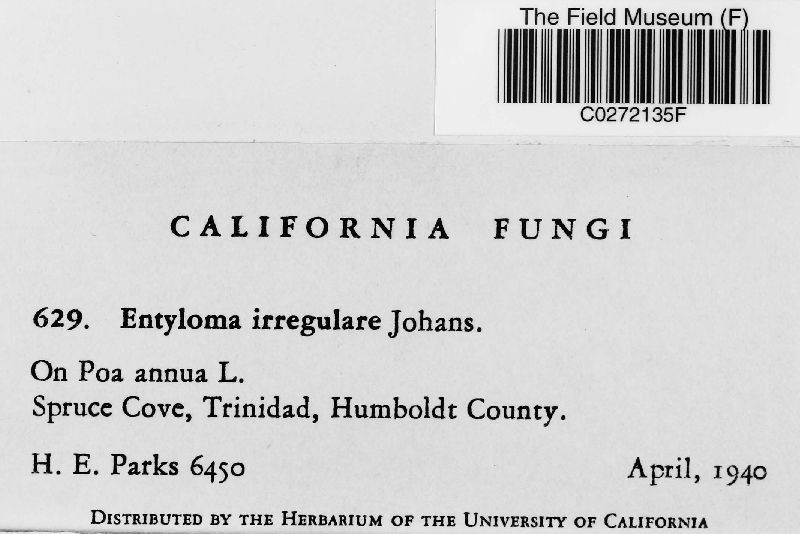 The Field Museum (F)
C0272135F
CALIFORNIA FUNGI
629. Entyloma irregulare Johans.
On Poa annua L.
Spruce Cove, Trinidad, Humboldt County.
H. E. Parks 6450 April, 1940
DISTRIBUTED BY THE HERBARIUM OF THE UNIVERSITY OF CALIFORNIA